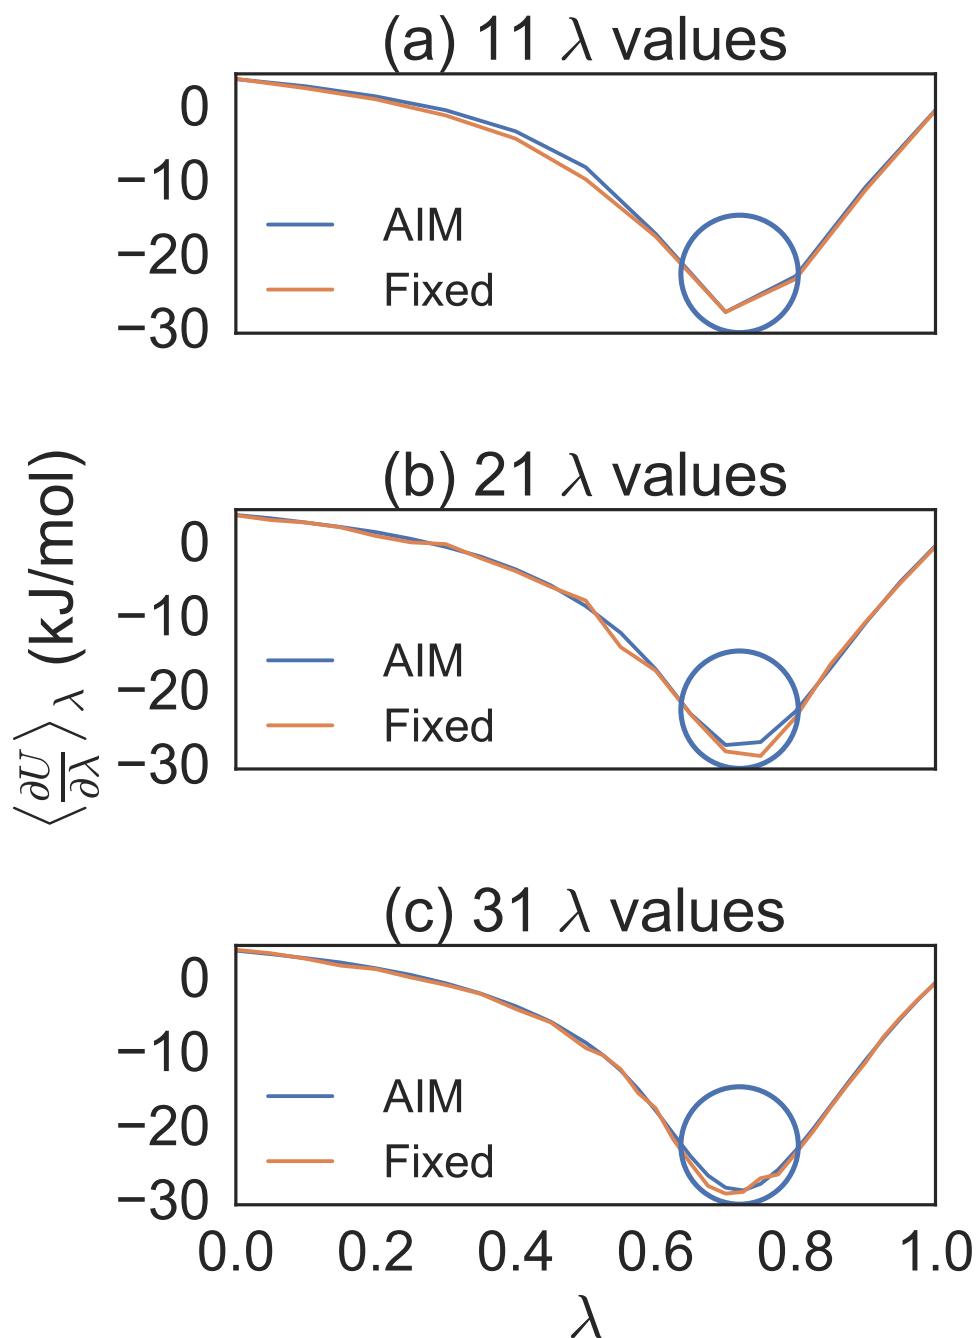 (a) 11 λ values
0
−10
−20
−30
AIM
Fixed
(b) 21 λ values
0
−10
−20
−30
AIM
Fixed
⟨∂U/∂λ⟩λ (kJ/mol)
(c) 31 λ values
0
−10
−20
−30
AIM
Fixed
0.0 0.2 0.4 0.6 0.8 1.0
λ